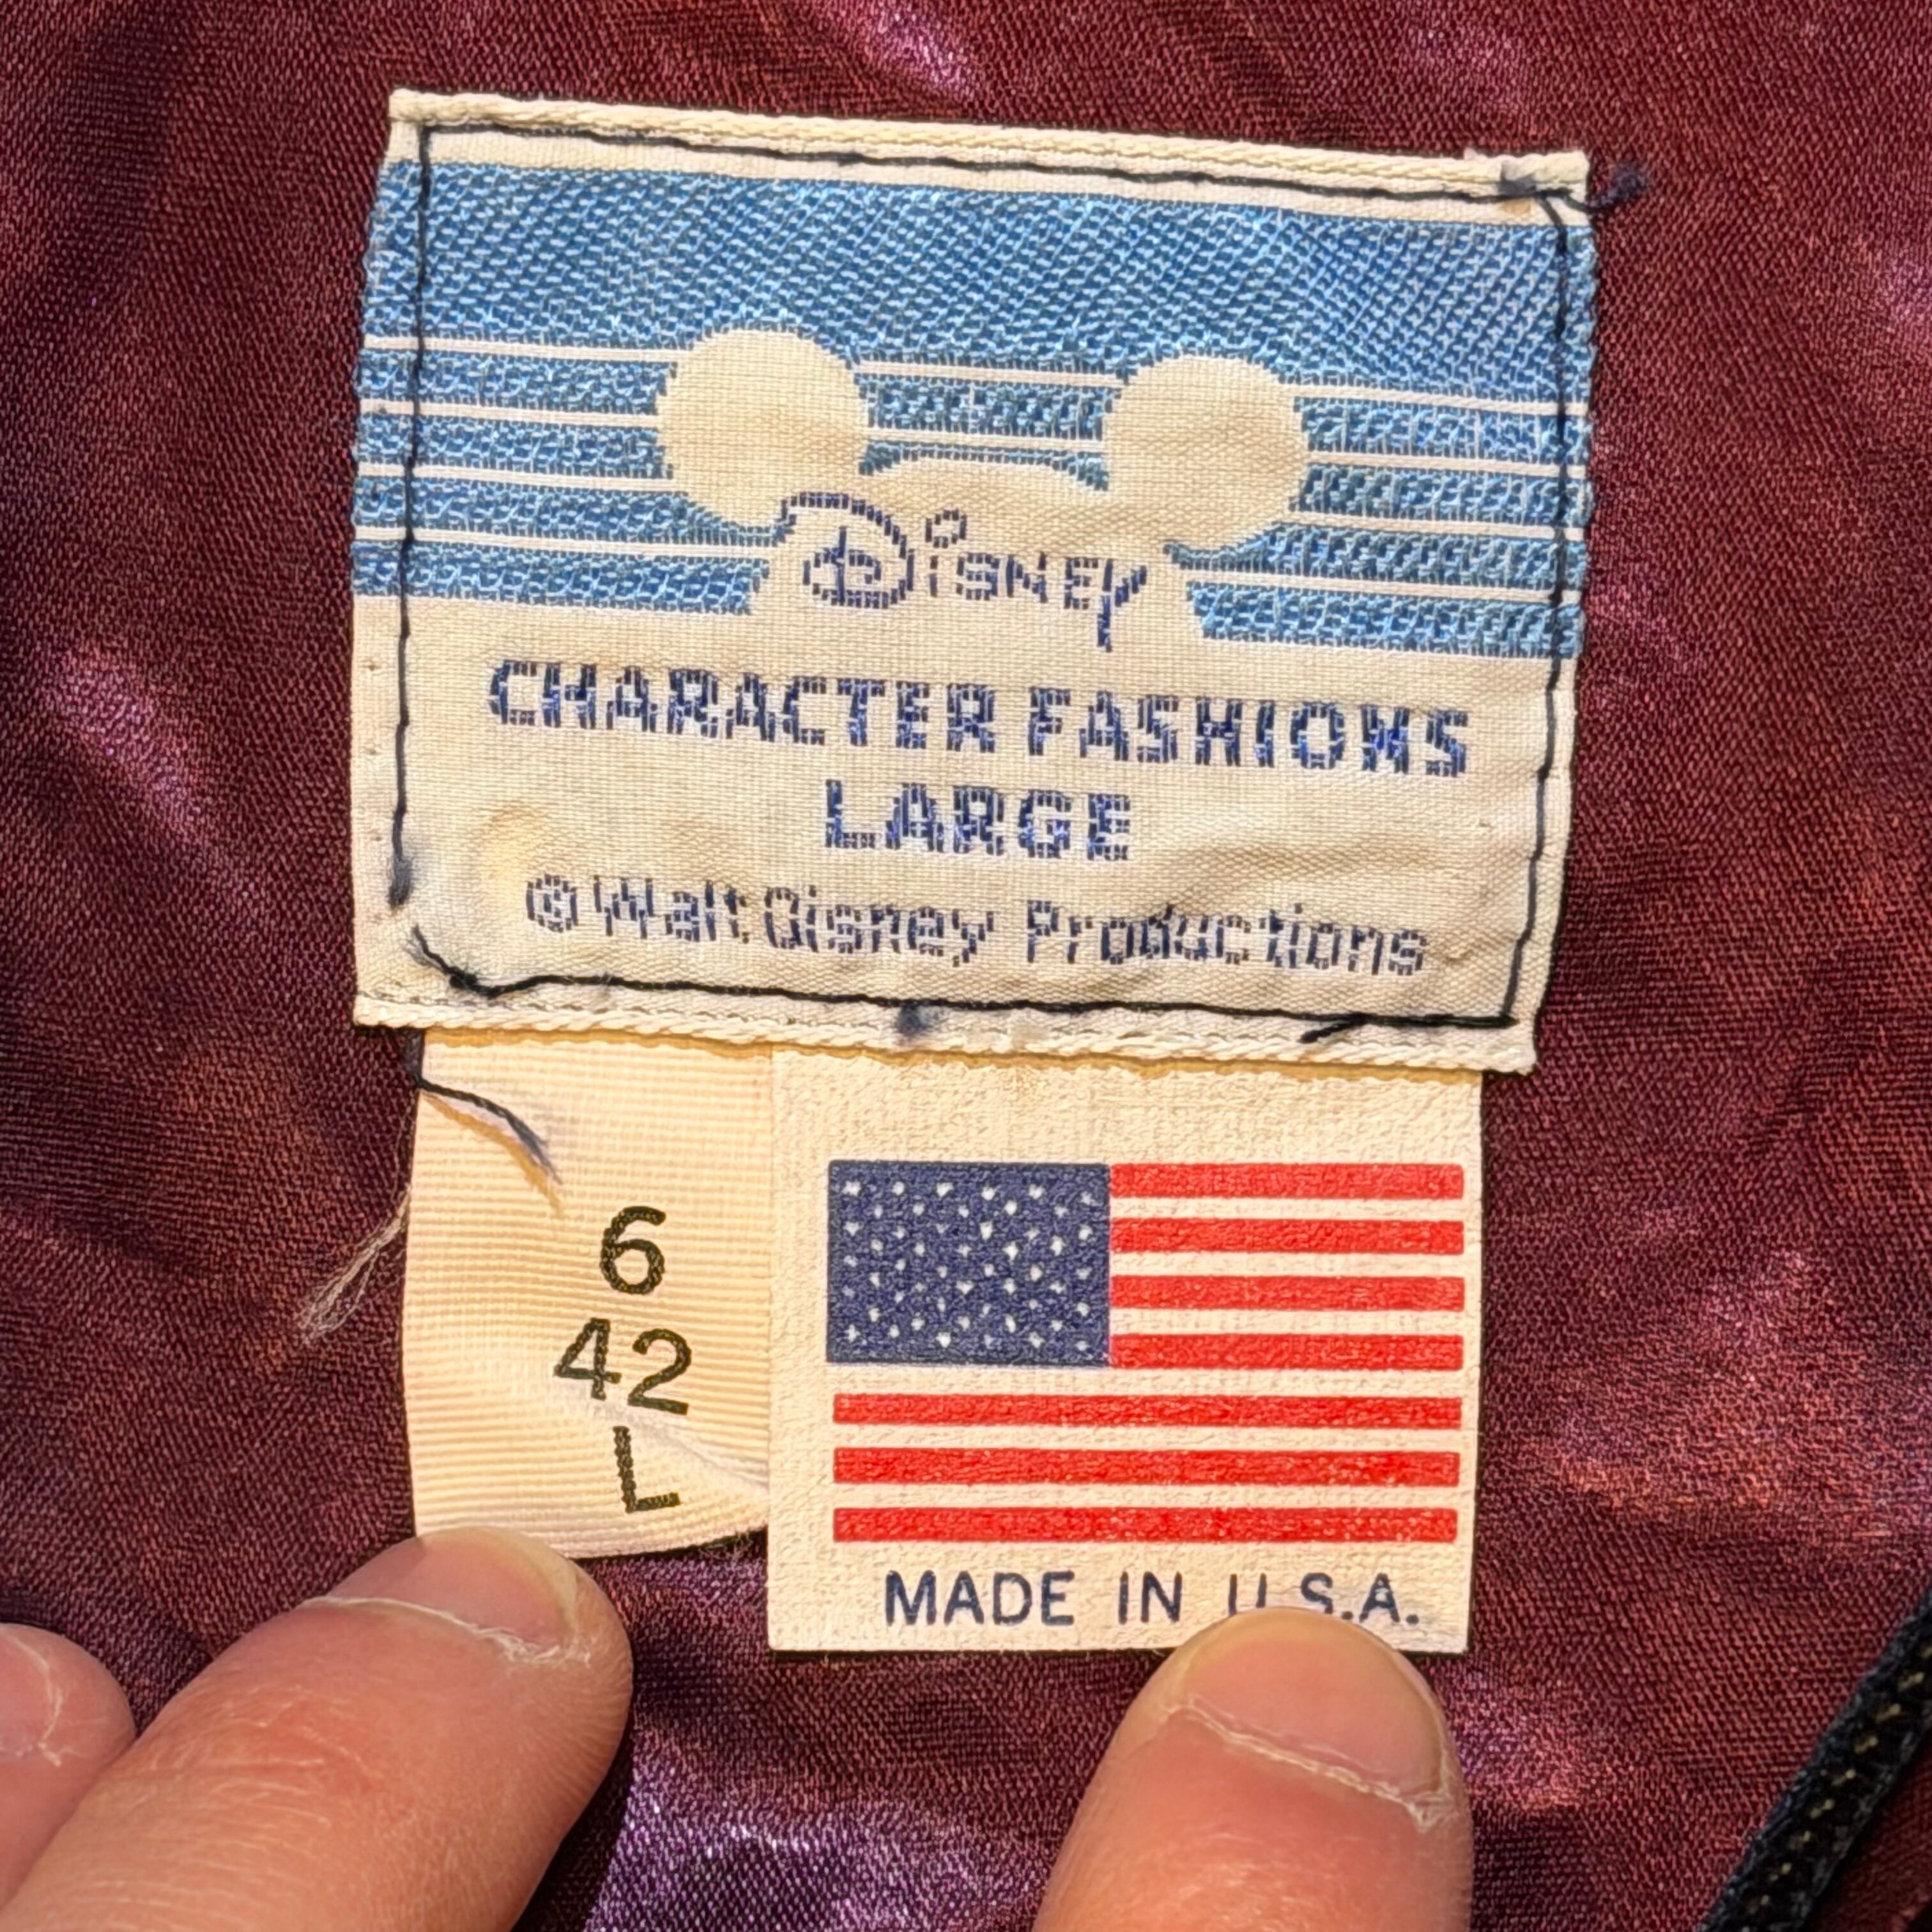 Disney
CHARACTER FASHIONS
LARGE
© Walt Disney Productions
6
42
L
MADE IN U.S.A.